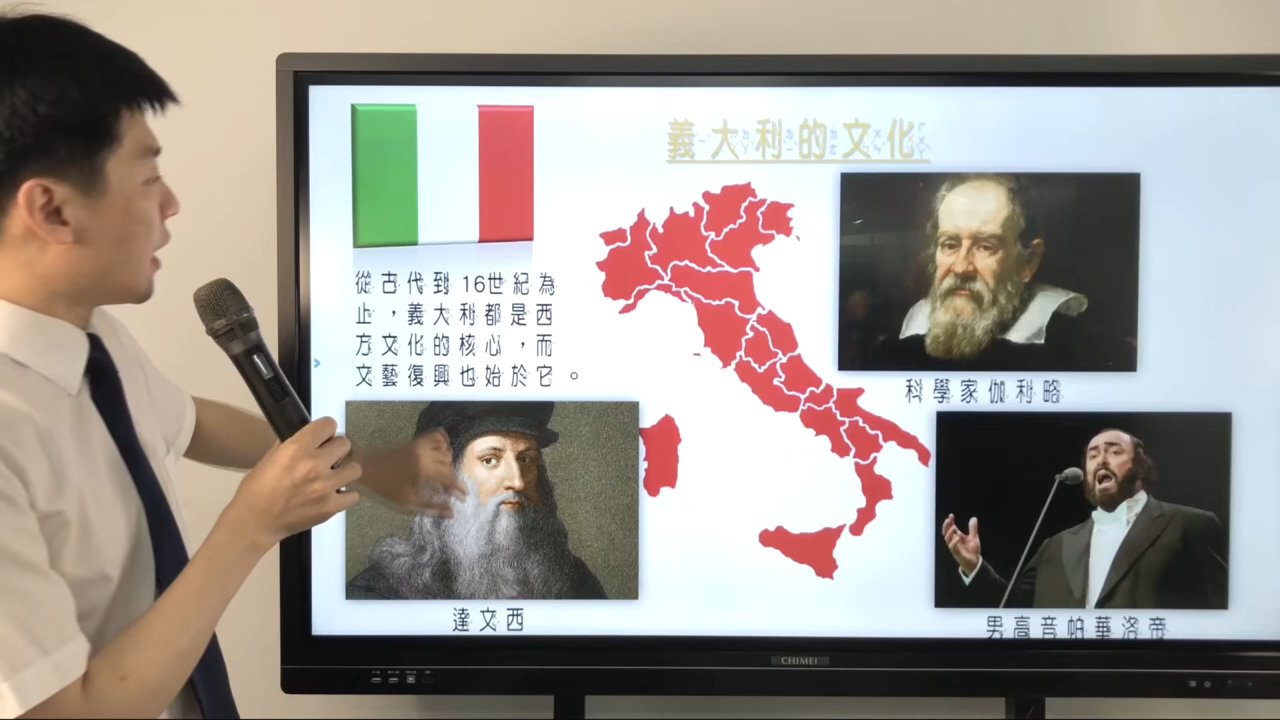 義大利的文化
從古代到16世紀為
止，義大利都是西
方文化的核心，而
文藝復興也始於它。
科學家伽利略
達文西
男高音帕華洛帝
CHIMEI